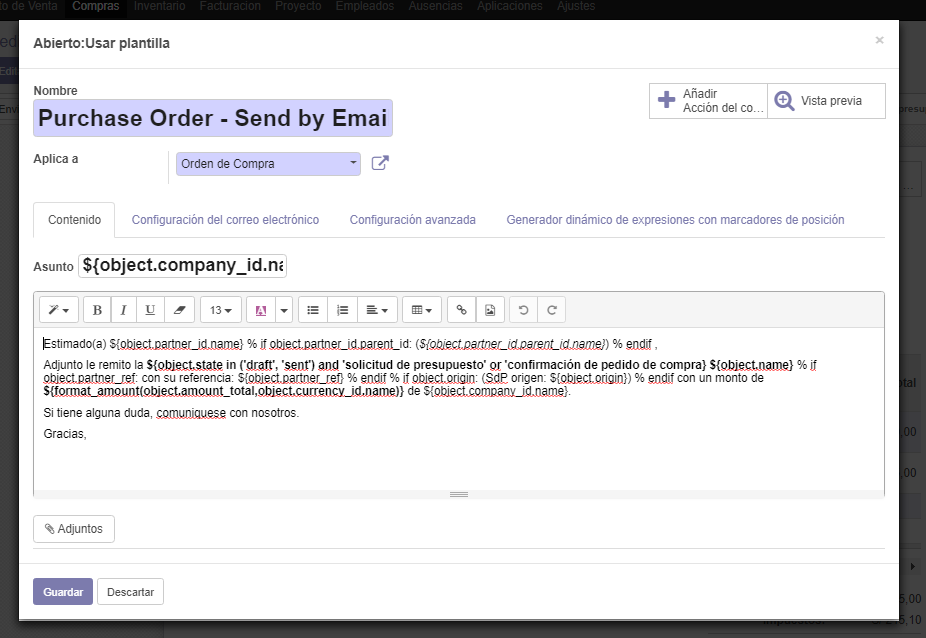 to de Venta Compras Inventario Facturacion Proyecto Empleados Ausencias Aplicaciones Ajustes
Abierto:Usar plantilla ×
Nombre
Purchase Order - Send by Emai
Añadir
Acción del co...
Vista previa
Aplica a
Orden de Compra
Contenido Configuración del correo electrónico Configuración avanzada Generador dinámico de expresiones con marcadores de posición
Asunto ${object.company_id.na
B I U 13 A
Estimado(a) ${object.partner_id.name} % if object.partner_id.parent_id: (${object.partner_id.parent_id.name}) % endif ,
Adjunto le remito la ${object.state in ('draft', 'sent') and 'solicitud de presupuesto' or 'confirmación de pedido de compra} ${object.name} % if
object.partner_ref: con su referencia: ${object.partner_ref} % endif % if object.origin: (SdP. origen: ${object.origin}) % endif con un monto de
${format_amount(object.amount_total,object.currency_id.name)} de ${object.company_id.name}.
Si tiene alguna duda, comuniquese con nosotros.
Gracias,
Adjuntos
Guardar Descartar